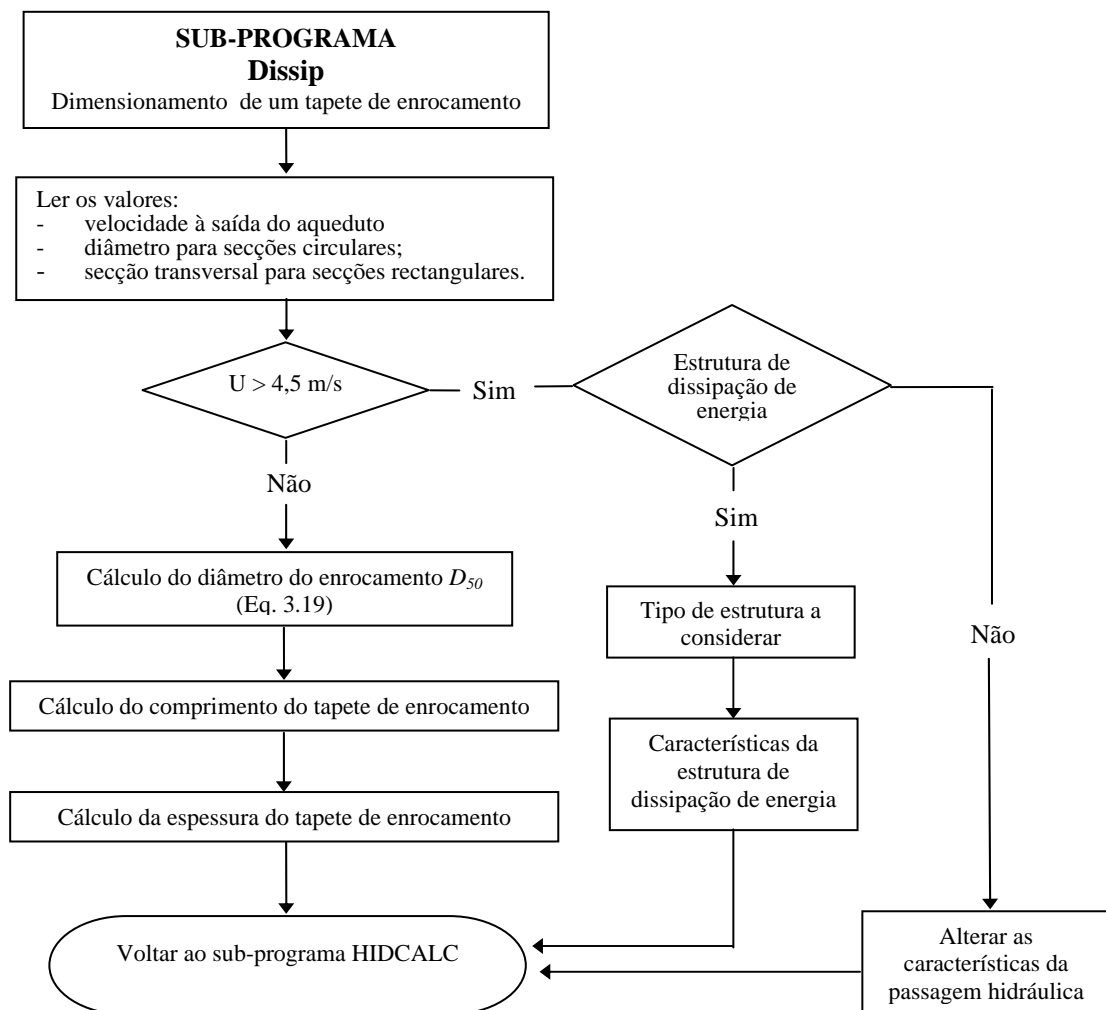 SUB-PROGRAMA
Dissip
Dimensionamento de um tapete de enrocamento
Ler os valores:
- velocidade à saída do aqueduto
- diâmetro para secções circulares;
- secção transversal para secções rectangulares.
U > 4,5 m/s
Sim
Estrutura de
dissipação de
energia
Não
Sim
Cálculo do diâmetro do enrocamento D50
(Eq. 3.19)
Tipo de estrutura a
considerar
Não
Cálculo do comprimento do tapete de enrocamento
Características da
estrutura de
dissipação de energia
Cálculo da espessura do tapete de enrocamento
Voltar ao sub-programa HIDCALC
Alterar as
características da
passagem hidráulica